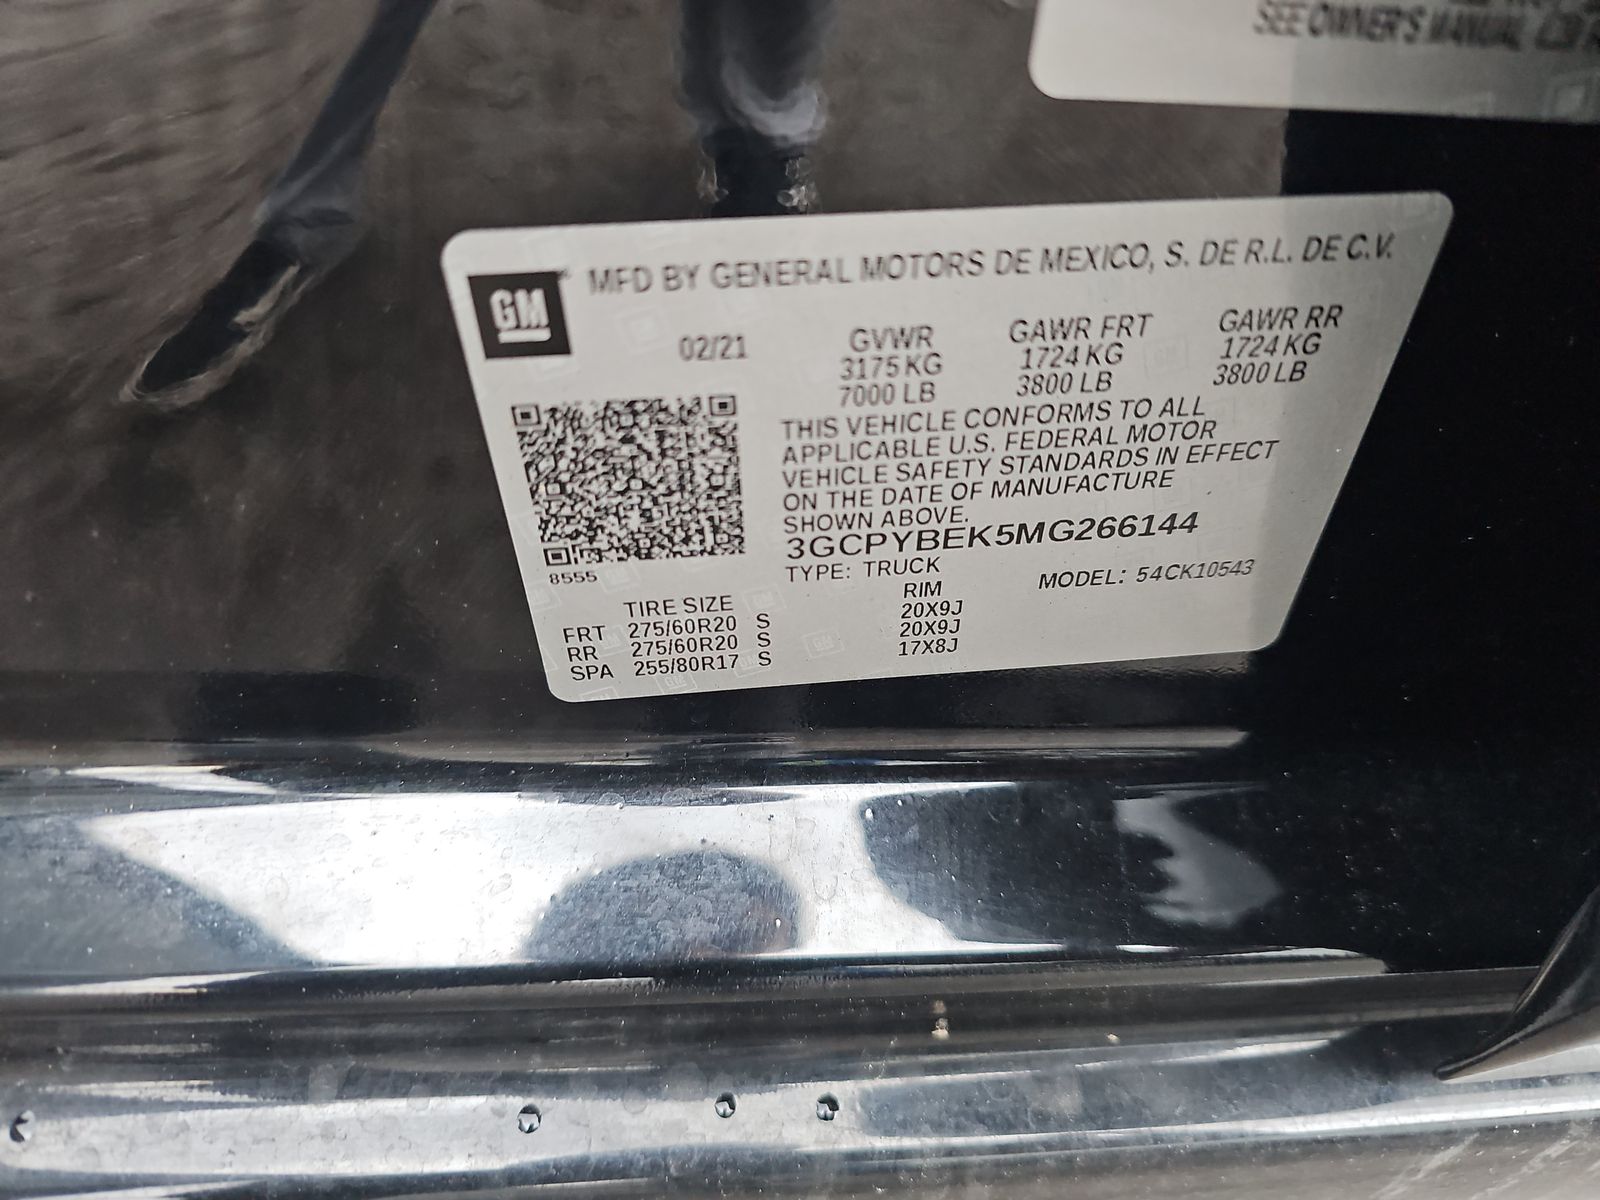 SEE OWNER'S MANUAL
GM
MFD BY GENERAL MOTORS DE MEXICO, S. DE R.L. DE C.V.
02/21
GVWR GAWR FRT GAWR RR
3175 KG 1724 KG 1724 KG
7000 LB 3800 LB 3800 LB
THIS VEHICLE CONFORMS TO ALL
APPLICABLE U.S. FEDERAL MOTOR
VEHICLE SAFETY STANDARDS IN EFFECT
ON THE DATE OF MANUFACTURE
SHOWN ABOVE.
3GCPYBEK5MG266144
8555
TYPE: TRUCK MODEL: 54CK10543
TIRE SIZE RIM
FRT 275/60R20 S 20X9J
RR 275/60R20 S 20X9J
SPA 255/80R17 S 17X8J